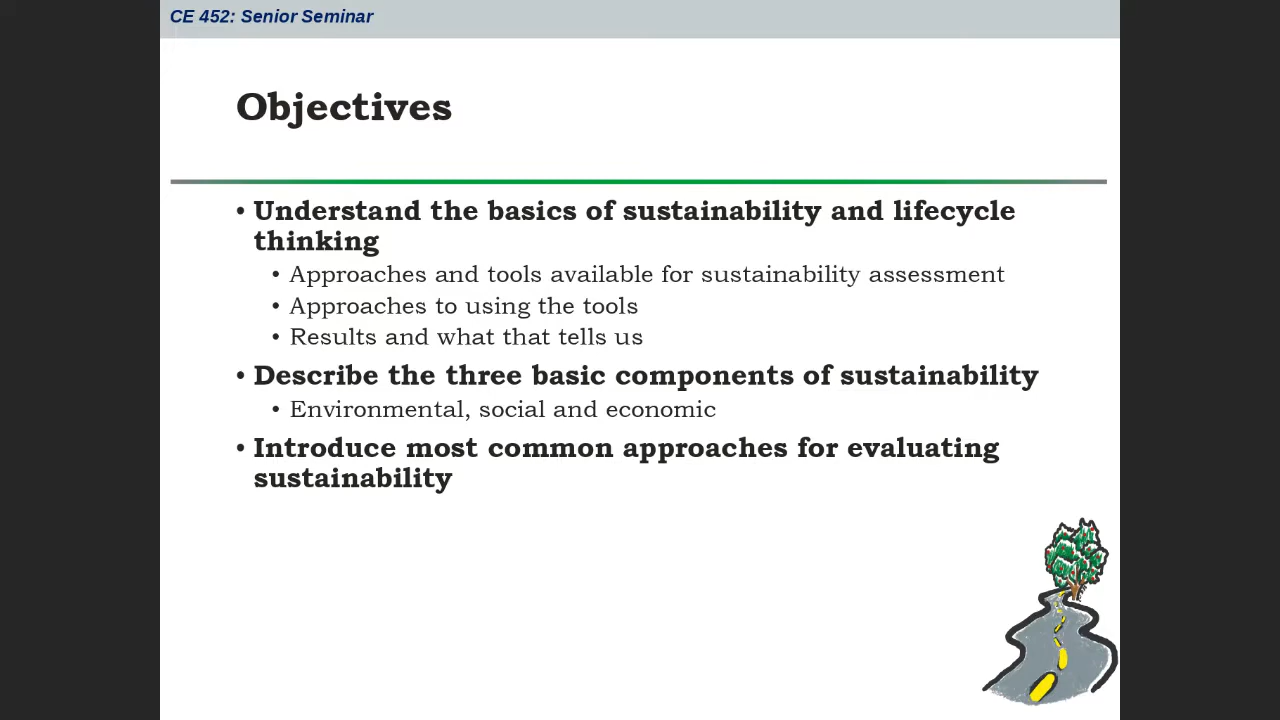 CE 452: Senior Seminar
Objectives
• Understand the basics of sustainability and lifecycle
thinking
• Approaches and tools available for sustainability assessment
• Approaches to using the tools
• Results and what that tells us
• Describe the three basic components of sustainability
• Environmental, social and economic
• Introduce most common approaches for evaluating
sustainability